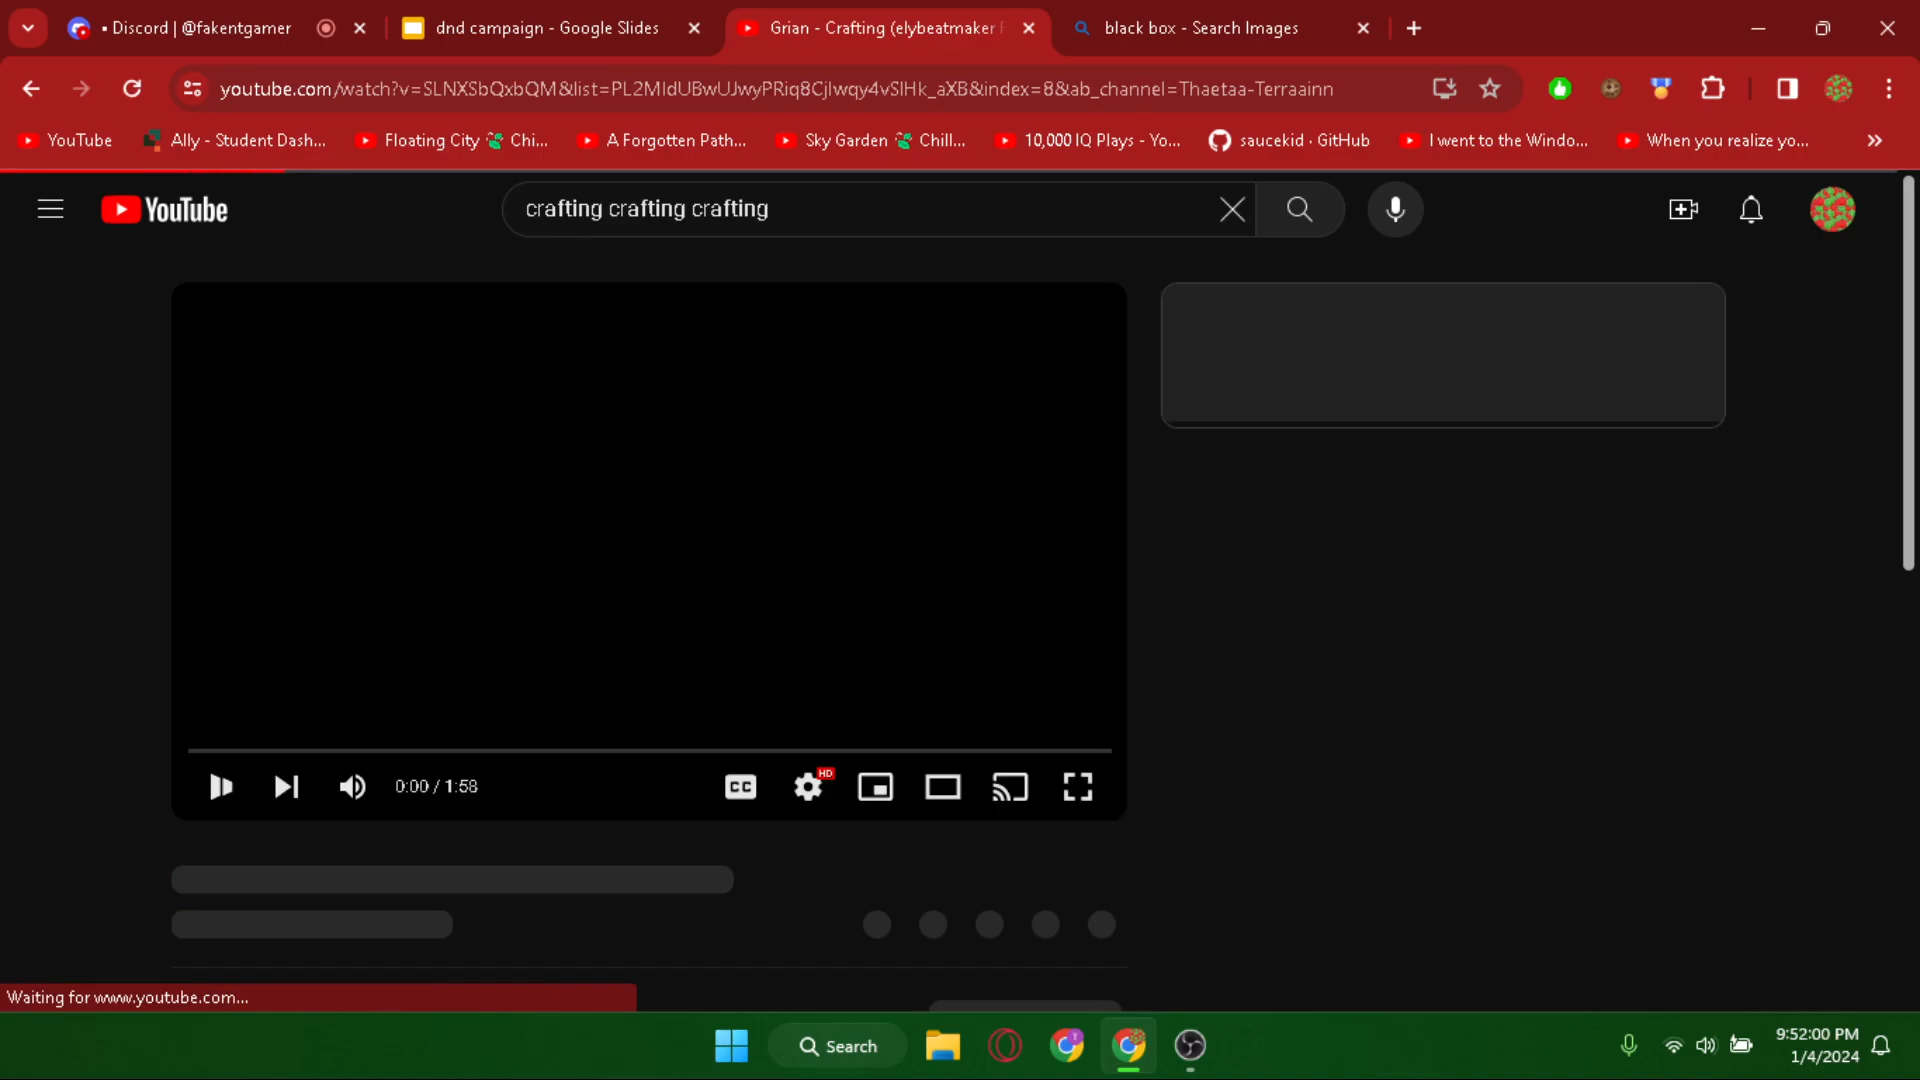 ▪ Discord | @fakentgamer
dnd campaign - Google Slides
Grian - Crafting (elybeatmaker
black box - Search Images
youtube.com/watch?v=SLNXSbQxbQM&list=PL2MIdUBwUJwyPRiq8CjIwqy4vSIHk_aXB&index=8&ab_channel=Thaetaa-Terraainn
YouTube
Ally - Student Dash...
Floating City 🌿 Chi...
A Forgotten Path...
Sky Garden 🌿 Chill...
10,000 IQ Plays - Yo...
saucekid · GitHub
I went to the Windo...
When you realize yo...
YouTube
crafting crafting crafting
0:00 / 1:58
CC
HD
Waiting for www.youtube.com...
Search
9:52:00 PM
1/4/2024